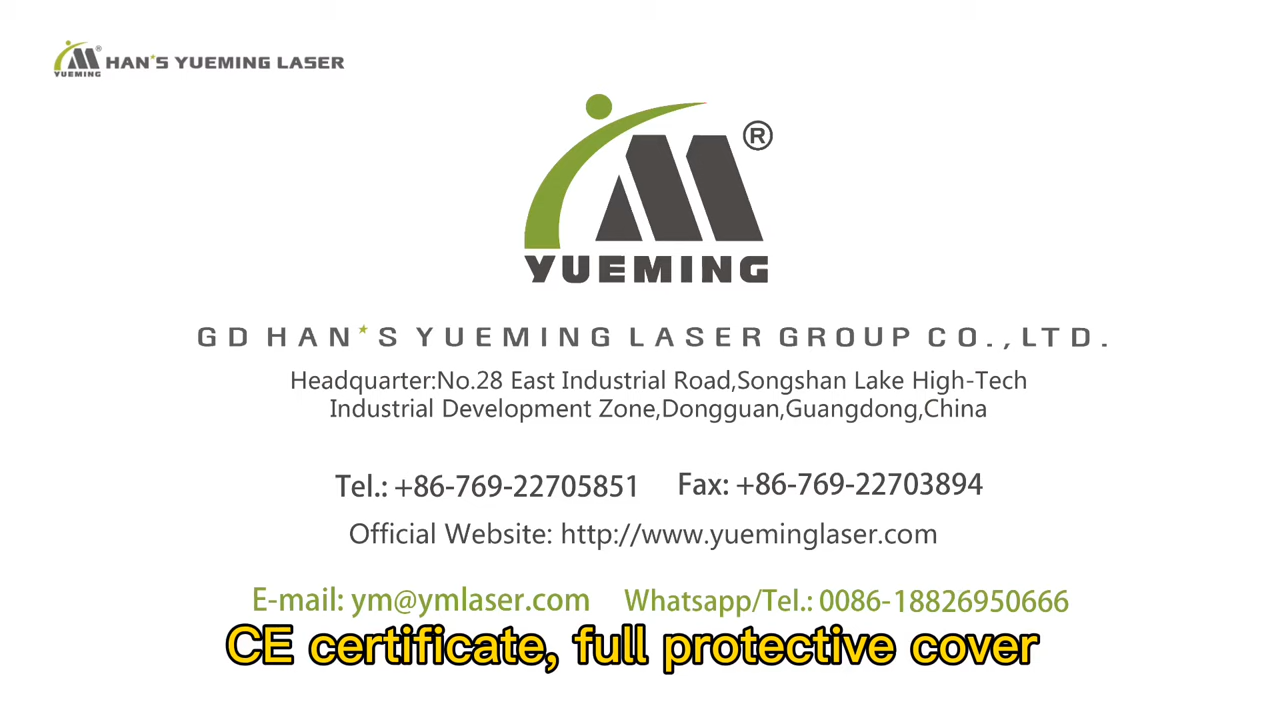 YUEMING® HAN*S YUEMING LASER
®
YUEMING
GD HAN*S YUEMING LASER GROUP CO.,LTD.
Headquarter:No.28 East Industrial Road,Songshan Lake High-Tech
Industrial Development Zone,Dongguan,Guangdong,China
Tel.: +86-769-22705851 Fax: +86-769-22703894
Official Website: http://www.yueminglaser.com
E-mail: ym@ymlaser.com Whatsapp/Tel.: 0086-18826950666
CE certificate, full protective cover